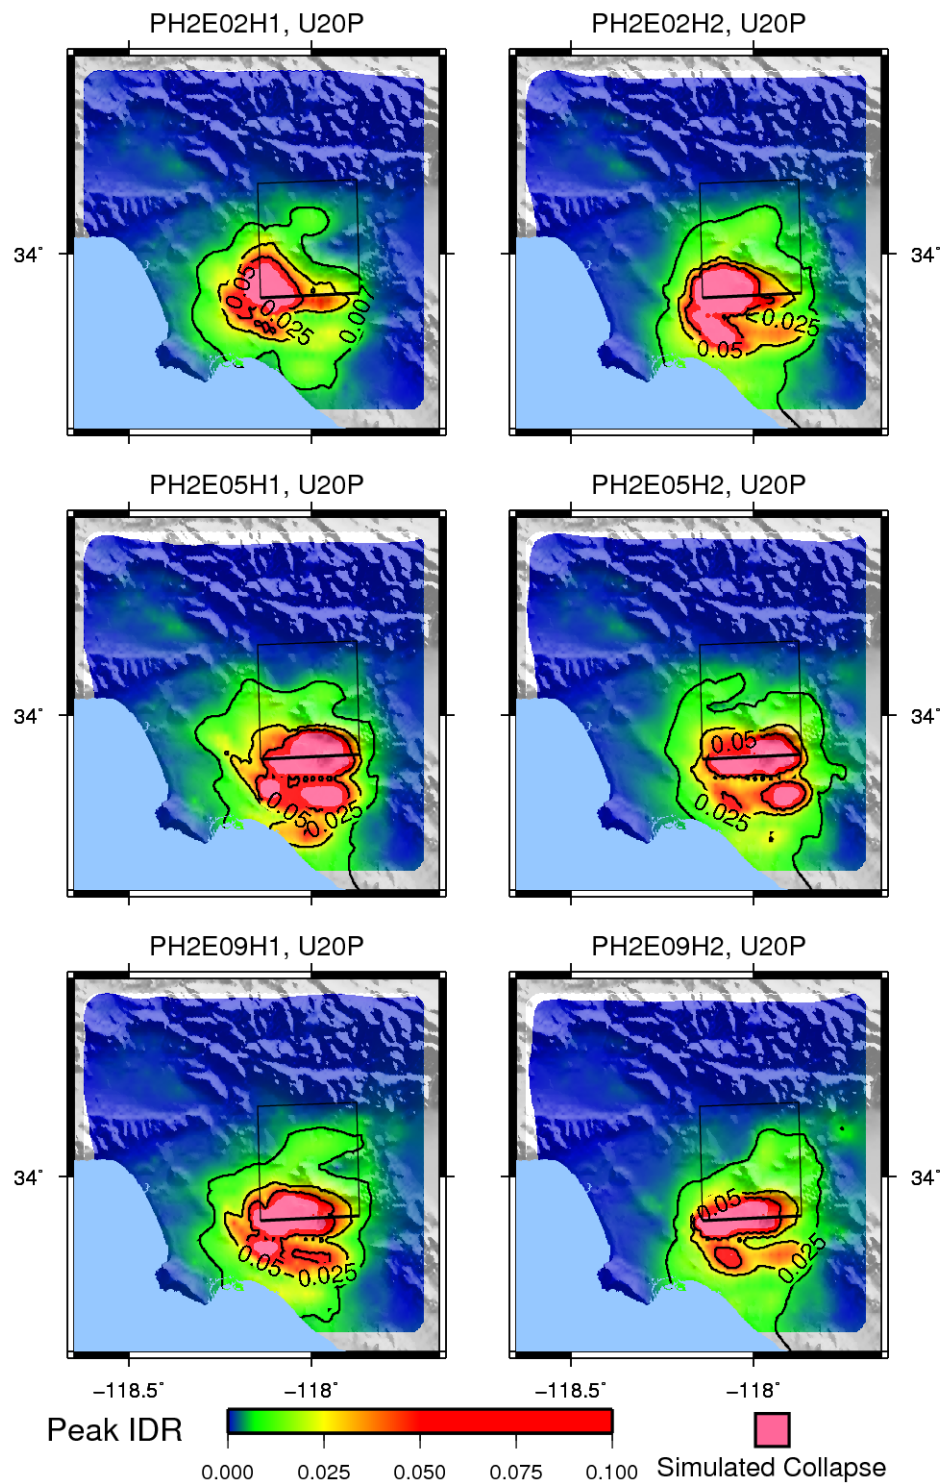 PH2E02H1, U20P PH2E02H2, U20P
34° 34°
0.05 0.025 0.007 0.025 0.05
PH2E05H1, U20P PH2E05H2, U20P
34° 34°
0.05 0.025 0.05 0.025
PH2E09H1, U20P PH2E09H2, U20P
34° 34°
0.05 0.025 0.05 0.025
−118.5° −118° −118.5° −118°
Peak IDR
0.000 0.025 0.050 0.075 0.100
Simulated Collapse